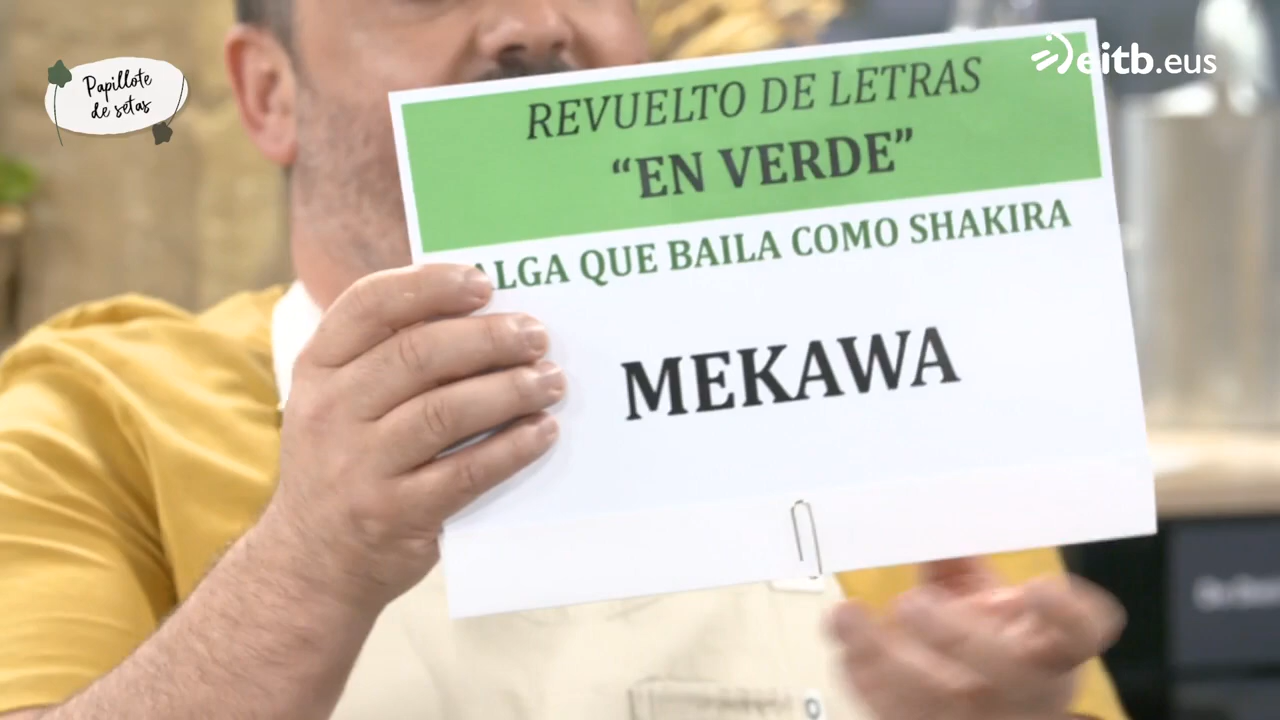 Papillote
de setas
eitb.eus
REVUELTO DE LETRAS
“EN VERDE”
ALGA QUE BAILA COMO SHAKIRA
MEKAWA